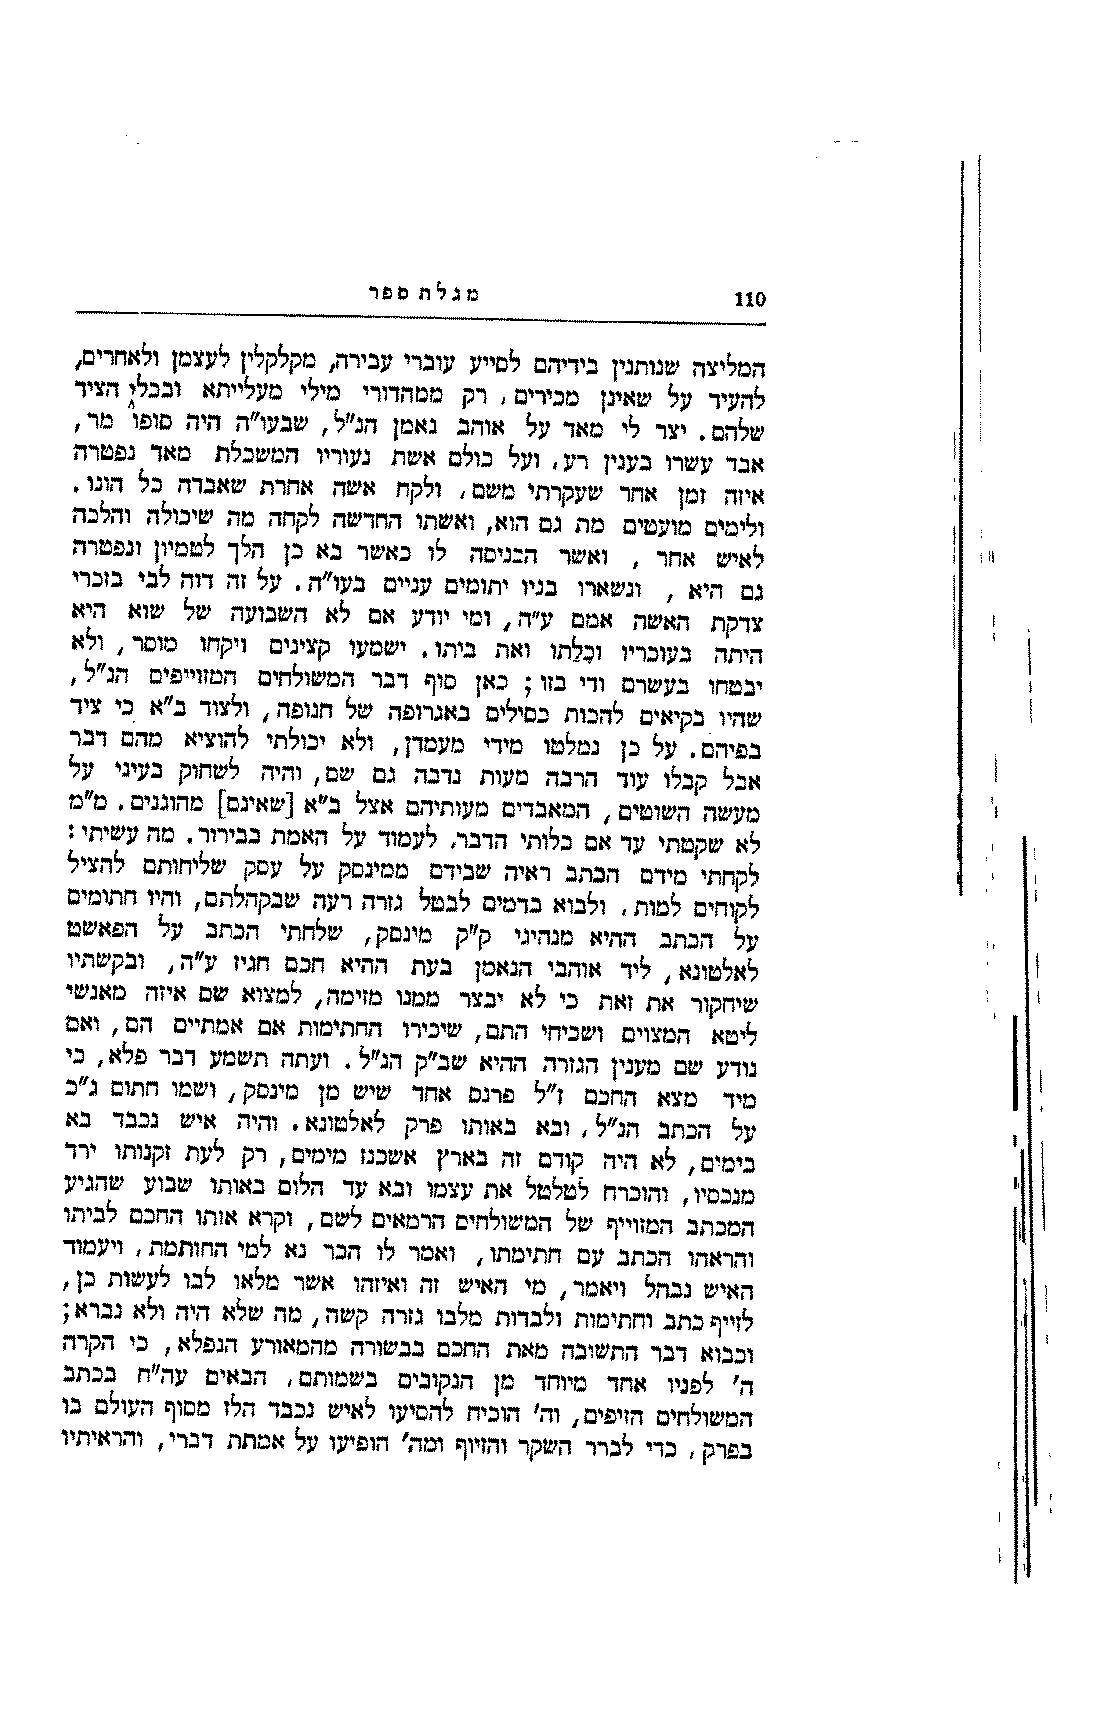 110 מגלת ספר
המליצה שנותנין בידיהם לסייע עוברי עבירה, מקלקלין לעצמן ולאחרים,
להעיד על שאינן מכירים, רק ממהדורי מילי מעלייתא ובכלי הציד
שלהם. יצר לי מאד על אוהב נאמן הנ"ל, שבעו"ה היה סופו מר,
אבד עשרו בענין רע, ועל כולם אשת נעוריו המשכלת מאד נפטרה
איזה זמן אחר שעקרתי משם, ולקח אשה אחרת שאבדה כל הונו.
ולימים מועטים מת גם הוא, ואשתו החדשה לקחה מה שיכולה והלכה
לאיש אחר, ואשר הכניסה לו כאשר בא כן הלך לטמיון ונפטרה
גם היא, ונשארו בניו יתומים עניים בעו"ה. על זה דוה לבי בזכרי
צדקת האשה אמם ע"ה, ומי יודע אם לא השבועה של שוא היא
היתה בעוכריו וכלתו ואת ביתו. ישמעו קצינים ויקחו מוסר, ולא
יבטחו בעשרם ודי בזו; כאן סוף דבר המשולחים המזוייפים הנ"ל,
שהיו בקיאים להכות כסילים באגרופה של חנופה, ולצוד ב"א כי ציד
בפיהם. על כן נמלטו מידי מעמדן, ולא יכולתי להוציא מהם דבר
אבל קבלו עוד הרבה מעות נדבה גם שם, והיה לשחוק בעיני על
מעשה השוטים, המאבדים מעותיהם אצל ב"א [שאינם] מהוגנים. מ"מ
לא שקטתי עד אם כלותי הדבר. לעמוד על האמת בבירור. מה עשיתי:
לקחתי מידם הכתב ראיה שבידם ממינסק על עסק שליחותם להציל
לקוחים למות, ולבוא בדמים לבטל גזרה רעה שבקהלתם, והיו חתומים
על הכתב ההיא מנהיגי ק"ק מינסק, שלחתי הכתב על הפאשט
לאלטונא, ליד אוהבי הנאמן בעת ההיא חכם חגיז ע"ה, ובקשתיו
שיחקור את זאת כי לא יבצר ממנו מזימה, למצוא שם איזה מאנשי
ליטא המצוים ושכיחי התם, שיכירו החתימות אם אמתיים הם, ואם
נודע שם מענין הגזרה ההיא שב"ק הנ"ל. ועתה תשמע דבר פלא, כי
מיד מצא החכם ז"ל פרנס אחד שיש מן מינסק, ושמו חתום ג"כ
על הכתב הנ"ל, ובא באותו פרק לאלטונא. והיה איש נכבד בא
בימים, לא היה קודם זה בארץ אשכנז מימים, רק לעת זקנותו ירד
מנכסיו, והוכרח לטלטל את עצמו ובא עד הלום באותו שבוע שהגיע
המכתב המזוייף של המשולחים הרמאים לשם, וקרא אותו החכם לביתו
והראהו הכתב עם חתימתו, ואמר לו הכר נא למי החותמת, ויעמוד
האיש נבהל ויאמר, מי האיש זה ואיזהו אשר מלאו לבו לעשות כן,
לזייף כתב וחתימות ולבדות מלבו גזרה קשה, מה שלא היה ולא נברא;
וכבוא דבר התשובה מאת החכם בבשורה מהמאורע הנפלא, כי הקרה
ה' לפניו אחד מיוחד מן הנקובים בשמותם, הבאים עה"ח בכתב
המשולחים הזיפים, וה' הוכיח להסיעו לאיש נכבד הלז מסוף העולם בו
בפרק, כדי לברר השקר והזיוף ומה' הופיעו על אמתת דברי, והראיתיו